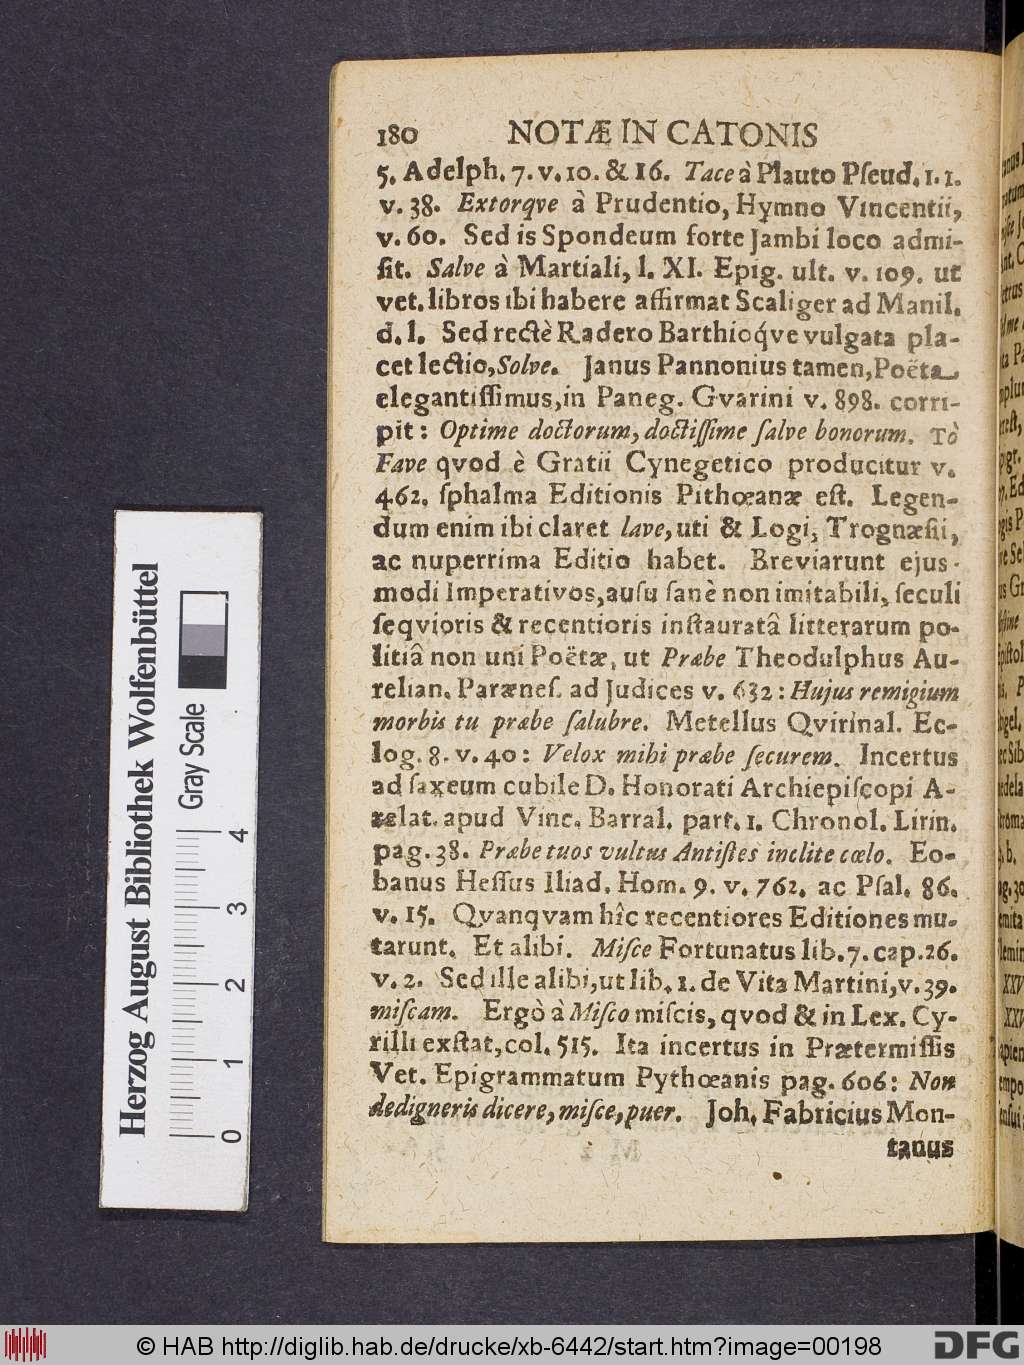 180 NOTÆ IN CATONIS
5. Adelph. 7. v. 10. & 16. Tace à Plauto Pſeud. 1. 1.
v. 38. Extorqve à Prudentio, Hymno Vincentii,
v. 60. Sed is Spondeum forte Jambi loco admi-
ſit. Salve à Martiali, l. XI. Epig. ult. v. 109. ut
vet. libros ibi habere affirmat Scaliger ad Manil.
d. l. Sed rectè Radero Barthioq́ve vulgata pla-
cet lectio, Solve. Janus Pannonius tamen, Poëta
elegantiſſimus, in Paneg. Gvarini v. 898. corri-
pit: Optime doctorum, doctiſſime ſalve bonorum. Tò
Fave qvod è Gratii Cynegetico producitur v.
462. ſphalma Editionis Pithœanæ eſt. Legen-
dum enim ibi claret lave, uti & Logi, Trognæſii,
ac nuperrima Editio habet. Breviarunt ejus-
modi Imperativos, auſu ſanè non imitabili, ſeculi
ſeqvioris & recentioris inſtauratâ litterarum po-
litiâ non uni Poëtæ, ut Præbe Theodulphus Au-
relian. Paræneſ. ad Judices v. 632: Hujus remigium
morbis tu præbe ſalubre. Metellus Qvirinal. Ec-
log. 8. v. 40: Velox mihi præbe ſecurem. Incertus
ad ſaxeum cubile D. Honorati Archiepiſcopi A-
relat. apud Vinc. Barral. part. 1. Chronol. Lirin.
pag. 38. Præbe tuos vultus Antiſtes inclite cœlo. Eo-
banus Heſſus Iliad. Hom. 9. v. 762. ac Pſal. 86.
v. 15. Qvanqvam hîc recentiores Editiones mu-
tarunt. Et alibi. Miſce Fortunatus lib. 7. cap. 26.
v. 2. Sed ille alibi, ut lib. 1. de Vita Martini, v. 39.
miſcam. Ergò à Miſco miſcis, qvod & in Lex. Cy-
rilli exſtat, col. 515. Ita incertus in Prætermiſſis
Vet. Epigrammatum Pythœanis pag. 606: Non
dedigneris dicere, miſce, puer. Joh. Fabricius Mon-
tanus
Herzog August Bibliothek Wolfenbüttel
Gray Scale
0 1 2 3 4
© HAB http://diglib.hab.de/drucke/xb-6442/start.htm?image=00198
DFG